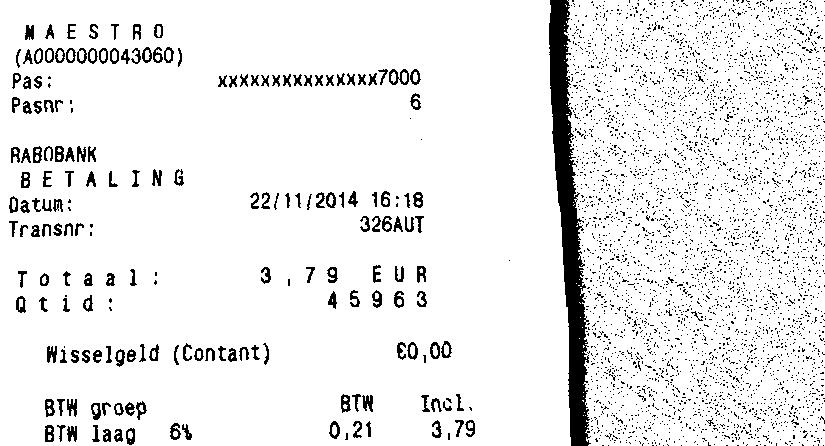 MAESTRO
(A0000000043060)
Pas: xxxxxxxxxxxxxxx7000
Pasnr: 6
RABOBANK
BETALING
Datum: 22/11/2014 16:18
Transnr: 326AUT
Totaal: 3,79 EUR
Qtid: 45963
Wisselgeld (Contant) €0,00
BTW groep BTW Incl.
BTW laag 6% 0,21 3,79